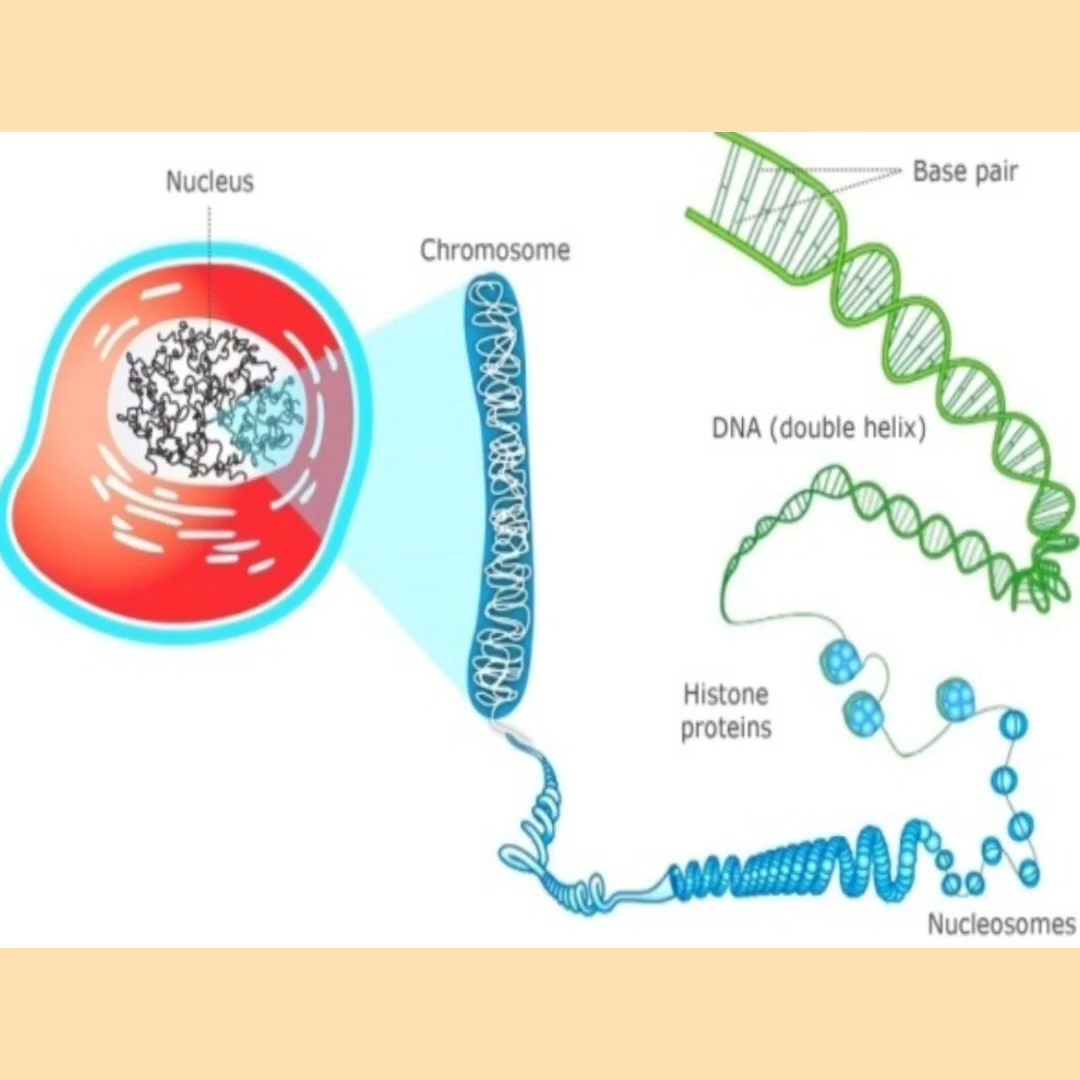 Nucleus
Base pair
Chromosome
DNA (double helix)
Histone
proteins
Nucleosomes